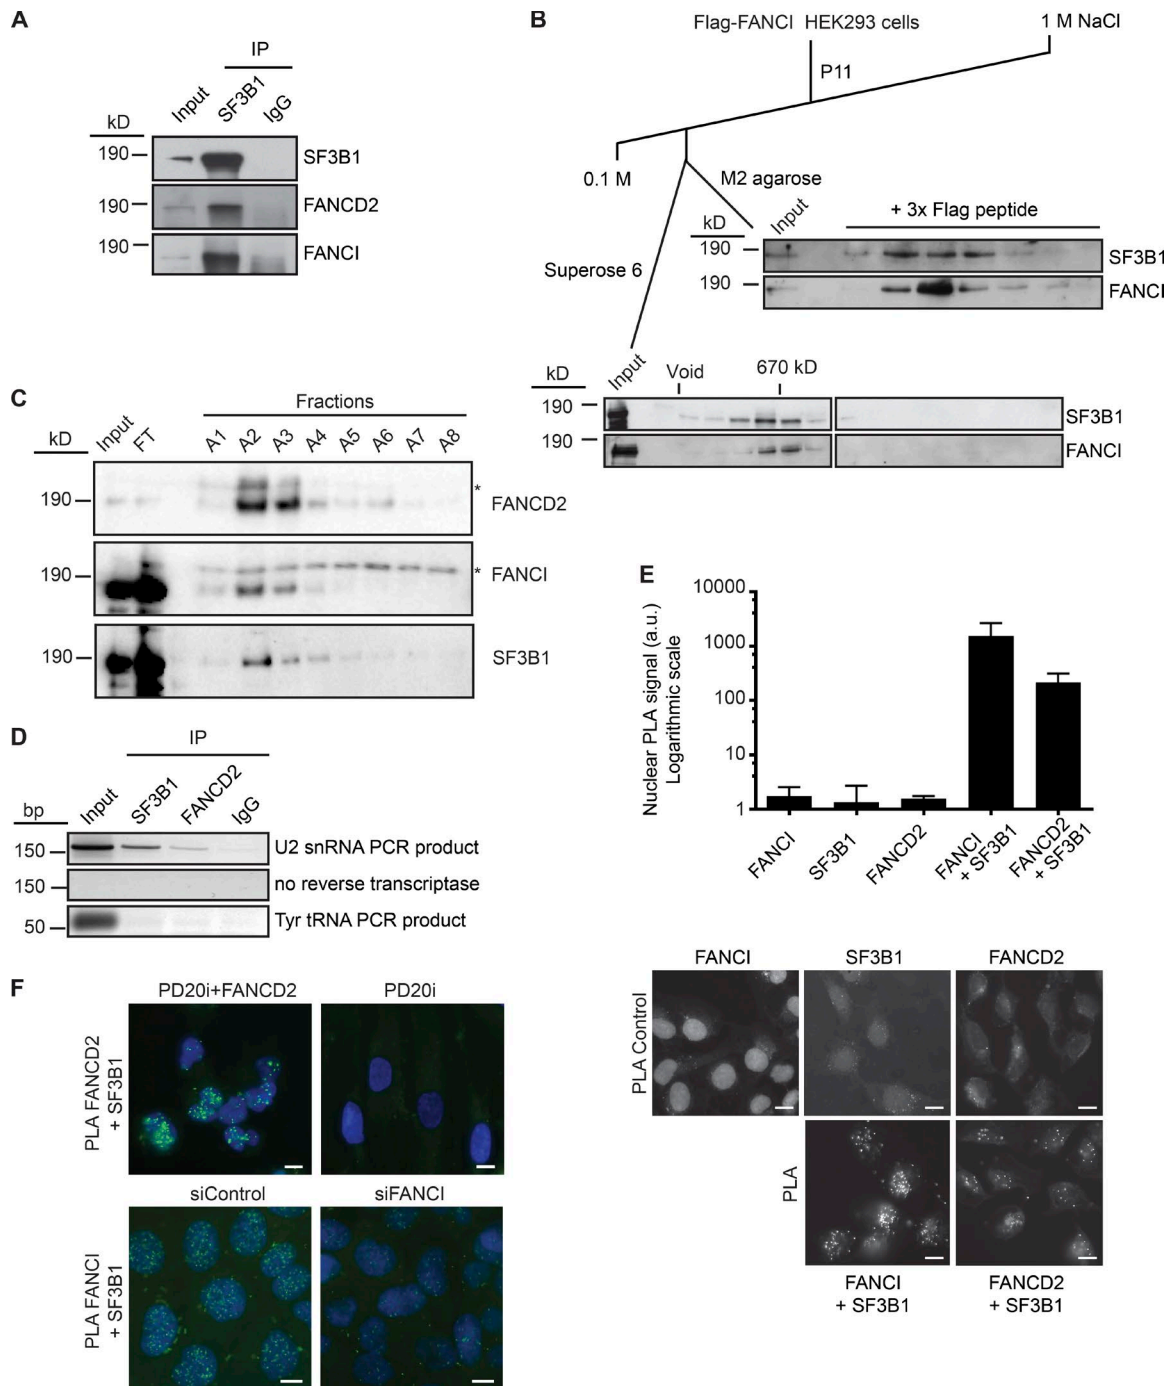 A
IP
Input
SF3B1
IgG
kD
190
SF3B1
190
FANCD2
190
FANCI
B
Flag-FANCI HEK293 cells
1 M NaCl
P11
0.1 M
M2 agarose
Superose 6
kD
Input
+ 3x Flag peptide
190
SF3B1
190
FANCI
kD
Input
Void
670 kD
190
SF3B1
190
FANCI
C
Fractions
kD
Input
FT
A1
A2
A3
A4
A5
A6
A7
A8
190
*
FANCD2
190
*
FANCI
190
SF3B1
D
IP
bp
Input
SF3B1
FANCD2
IgG
150
U2 snRNA PCR product
150
no reverse transcriptase
50
Tyr tRNA PCR product
E
Nuclear PLA signal (a.u.)
Logarithmic scale
10000
1000
100
10
1
FANCI
SF3B1
FANCD2
FANCI
+ SF3B1
FANCD2
+ SF3B1
FANCI
SF3B1
FANCD2
PLA Control
PLA
FANCI
+ SF3B1
FANCD2
+ SF3B1
F
PD20i+FANCD2
PD20i
PLA FANCD2
+ SF3B1
siControl
siFANCI
PLA FANCI
+ SF3B1